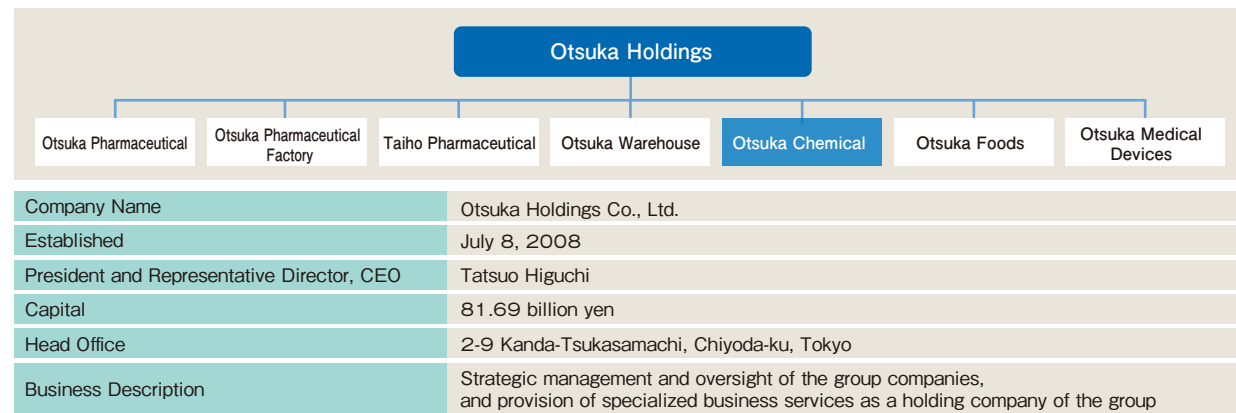 Otsuka Holdings
Otsuka Pharmaceutical
Otsuka Pharmaceutical
Factory
Taiho Pharmaceutical
Otsuka Warehouse
Otsuka Chemical
Otsuka Foods
Otsuka Medical
Devices
Company Name
Otsuka Holdings Co., Ltd.
Established
July 8, 2008
President and Representative Director, CEO
Tatsuo Higuchi
Capital
81.69 billion yen
Head Office
2-9 Kanda-Tsukasamachi, Chiyoda-ku, Tokyo
Business Description
Strategic management and oversight of the group companies,
and provision of specialized business services as a holding company of the group